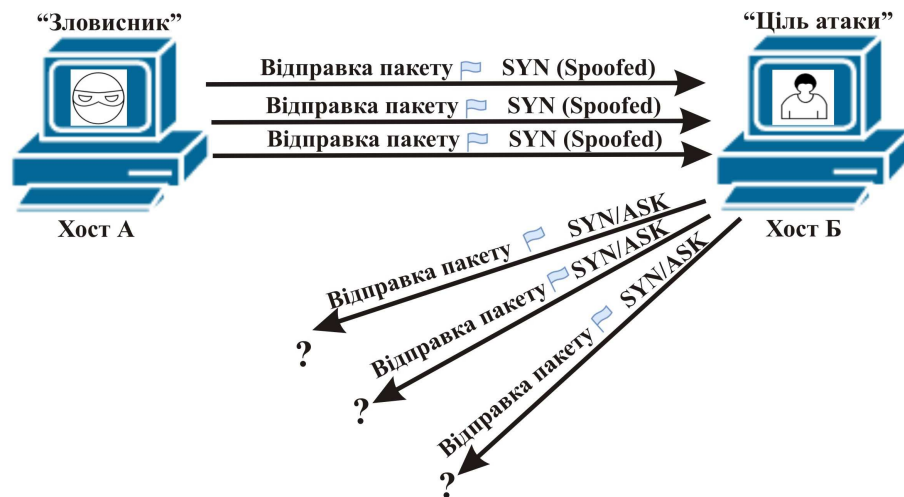 “Зловисник”
“Ціль атаки”
Відправка пакету SYN (Spoofed)
Відправка пакету SYN (Spoofed)
Відправка пакету SYN (Spoofed)
Хост А
Хост Б
Відправка пакету SYN/ASK
?
Відправка пакету SYN/ASK
?
Відправка пакету SYN/ASK
?